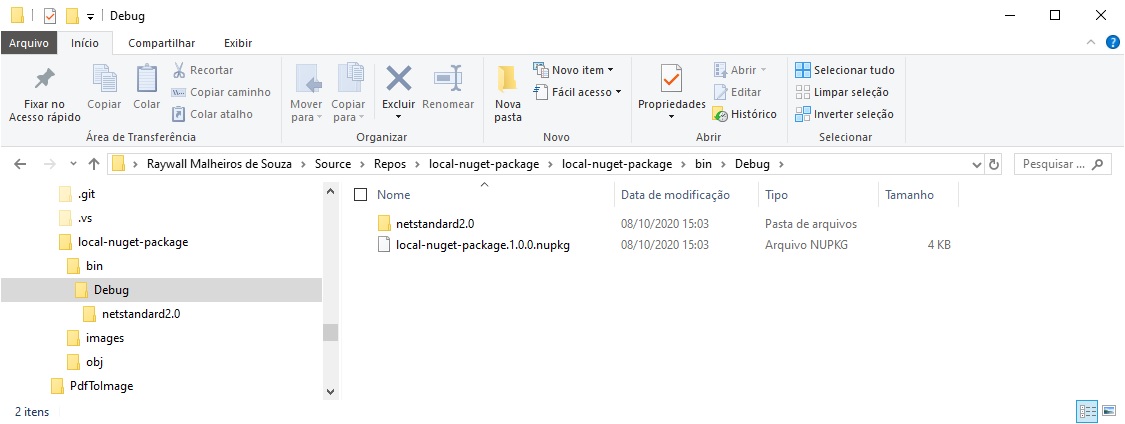 Debug
Arquivo Início Compartilhar Exibir
Fixar no Acesso rápido
Copiar
Colar
Recortar
Copiar caminho
Colar atalho
Área de Transferência
Mover para
Copiar para
Excluir
Renomear
Organizar
Nova pasta
Novo item
Fácil acesso
Novo
Propriedades
Abrir
Editar
Histórico
Abrir
Selecionar tudo
Limpar seleção
Inverter seleção
Selecionar
Raywall Malheiros de Souza > Source > Repos > local-nuget-package > local-nuget-package > bin > Debug >
Pesquisar ...
.git
.vs
local-nuget-package
bin
Debug
netstandard2.0
images
obj
PdfToImage
Nome Data de modificação Tipo Tamanho
netstandard2.0 08/10/2020 15:03 Pasta de arquivos
local-nuget-package.1.0.0.nupkg 08/10/2020 15:03 Arquivo NUPKG 4 KB
2 itens